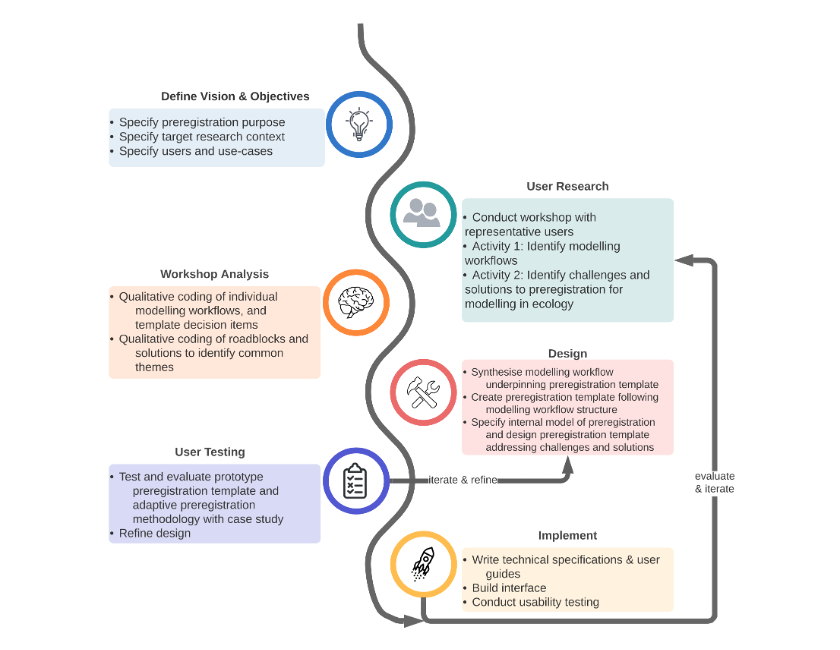 Define Vision & Objectives
• Specify preregistration purpose
• Specify target research context
• Specify users and use-cases
User Research
• Conduct workshop with
representative users
• Activity 1: Identify modelling
workflows
• Activity 2: Identify challenges and
solutions to preregistration for
modelling in ecology
Workshop Analysis
• Qualitative coding of individual
modelling workflows, and
template decision items
• Qualitative coding of roadblocks and
solutions to identify common
themes
Design
• Synthesise modelling workflow
underpinning preregistration template
• Create preregistration template following
modelling workflow structure
• Specify internal model of preregistration
and design preregistration template
addressing challenges and solutions
User Testing
• Test and evaluate prototype
preregistration template and
adaptive preregistration
methodology with case study
• Refine design
iterate & refine
evaluate
& iterate
Implement
• Write technical specifications & user
guides
• Build interface
• Conduct usability testing